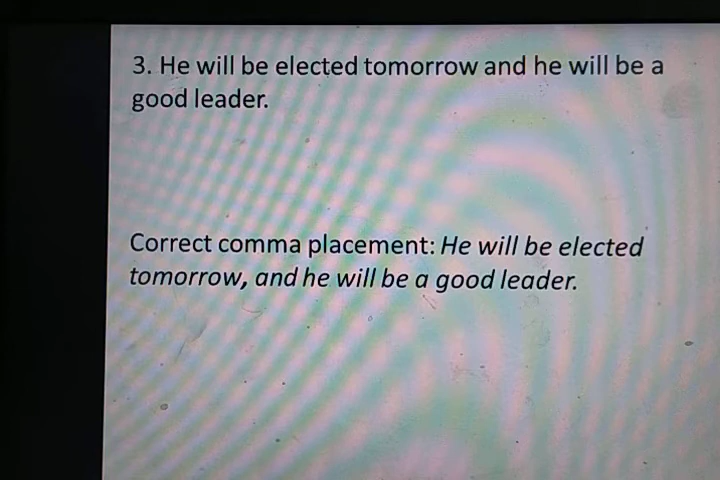 3. He will be elected tomorrow and he will be a
good leader.
Correct comma placement: He will be elected
tomorrow, and he will be a good leader.